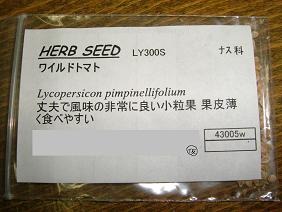 HERB SEED LY300S ナス科
ワイルドトマト
Lycopersicon pimpinellifolium
丈夫で風味の非常に良い小粒果 果皮薄
く食べやすい
43005w